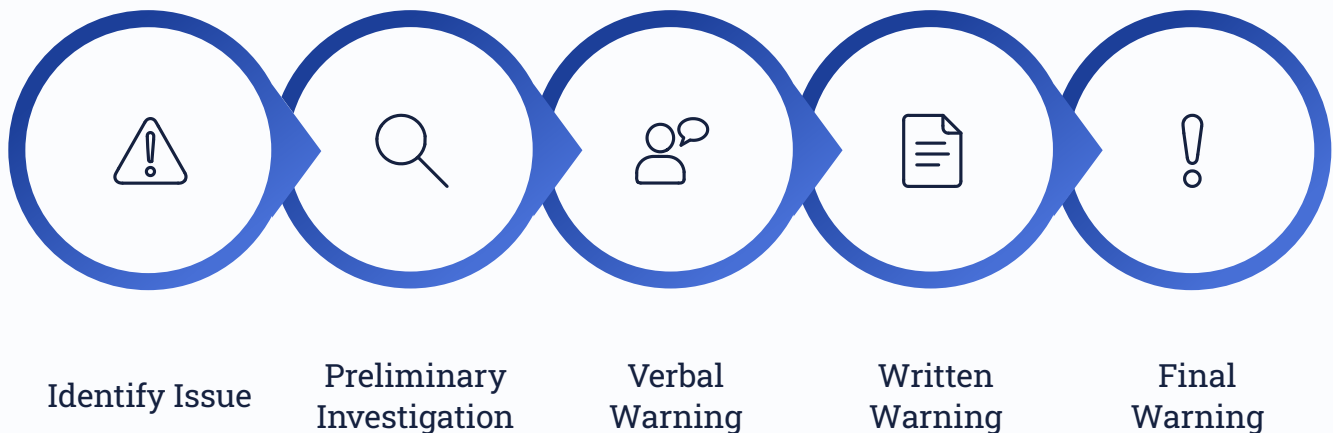 Identify Issue
Preliminary
Investigation
Verbal
Warning
Written
Warning
Final
Warning